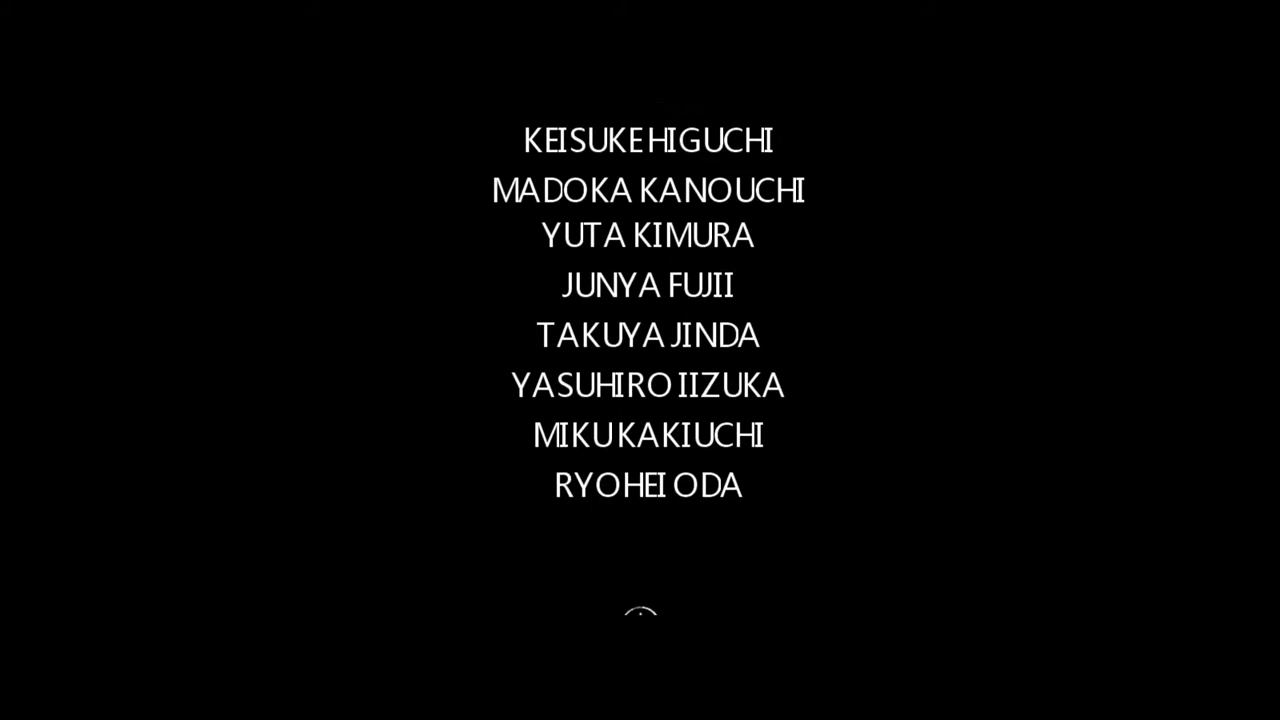 KEISUKE HIGUCHI
MADOKA KANOUCHI
YUTA KIMURA
JUNYA FUJII
TAKUYA JINDA
YASUHIRO IIZUKA
MIKU KAKIUCHI
RYOHEI ODA